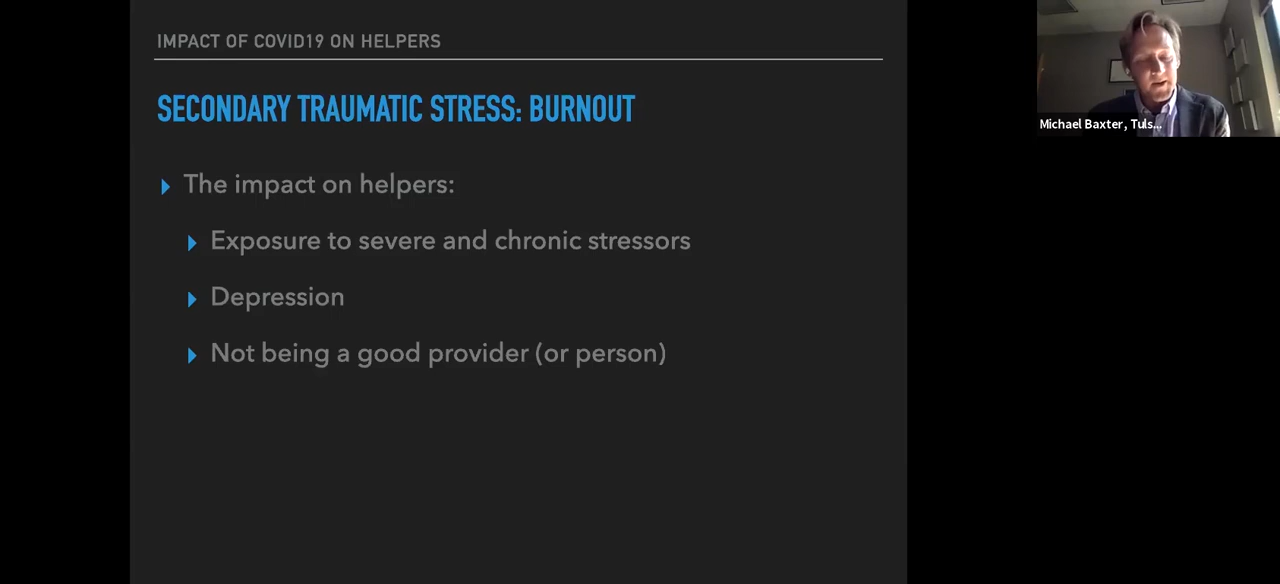 IMPACT OF COVID19 ON HELPERS
SECONDARY TRAUMATIC STRESS: BURNOUT
The impact on helpers:
Exposure to severe and chronic stressors
Depression
Not being a good provider (or person)
Michael Baxter, Tuls...